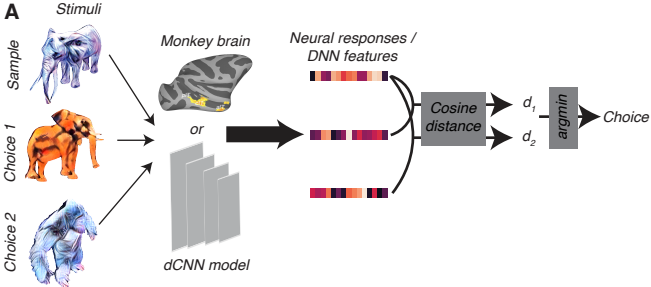 A
Stimuli
Sample
Choice 1
Choice 2
Monkey brain
or
dCNN model
Neural responses /
DNN features
Cosine
distance
d1
d2
argmin
Choice